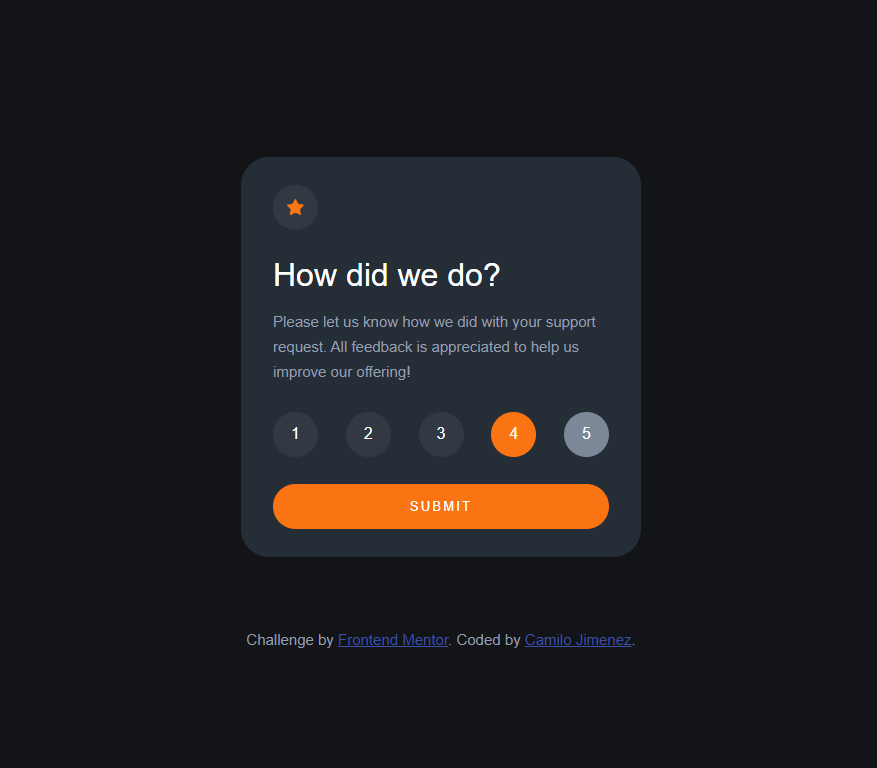 How did we do?
Please let us know how we did with your support
request. All feedback is appreciated to help us
improve our offering!
1 2 3 4 5
SUBMIT
Challenge by Frontend Mentor. Coded by Camilo Jimenez.